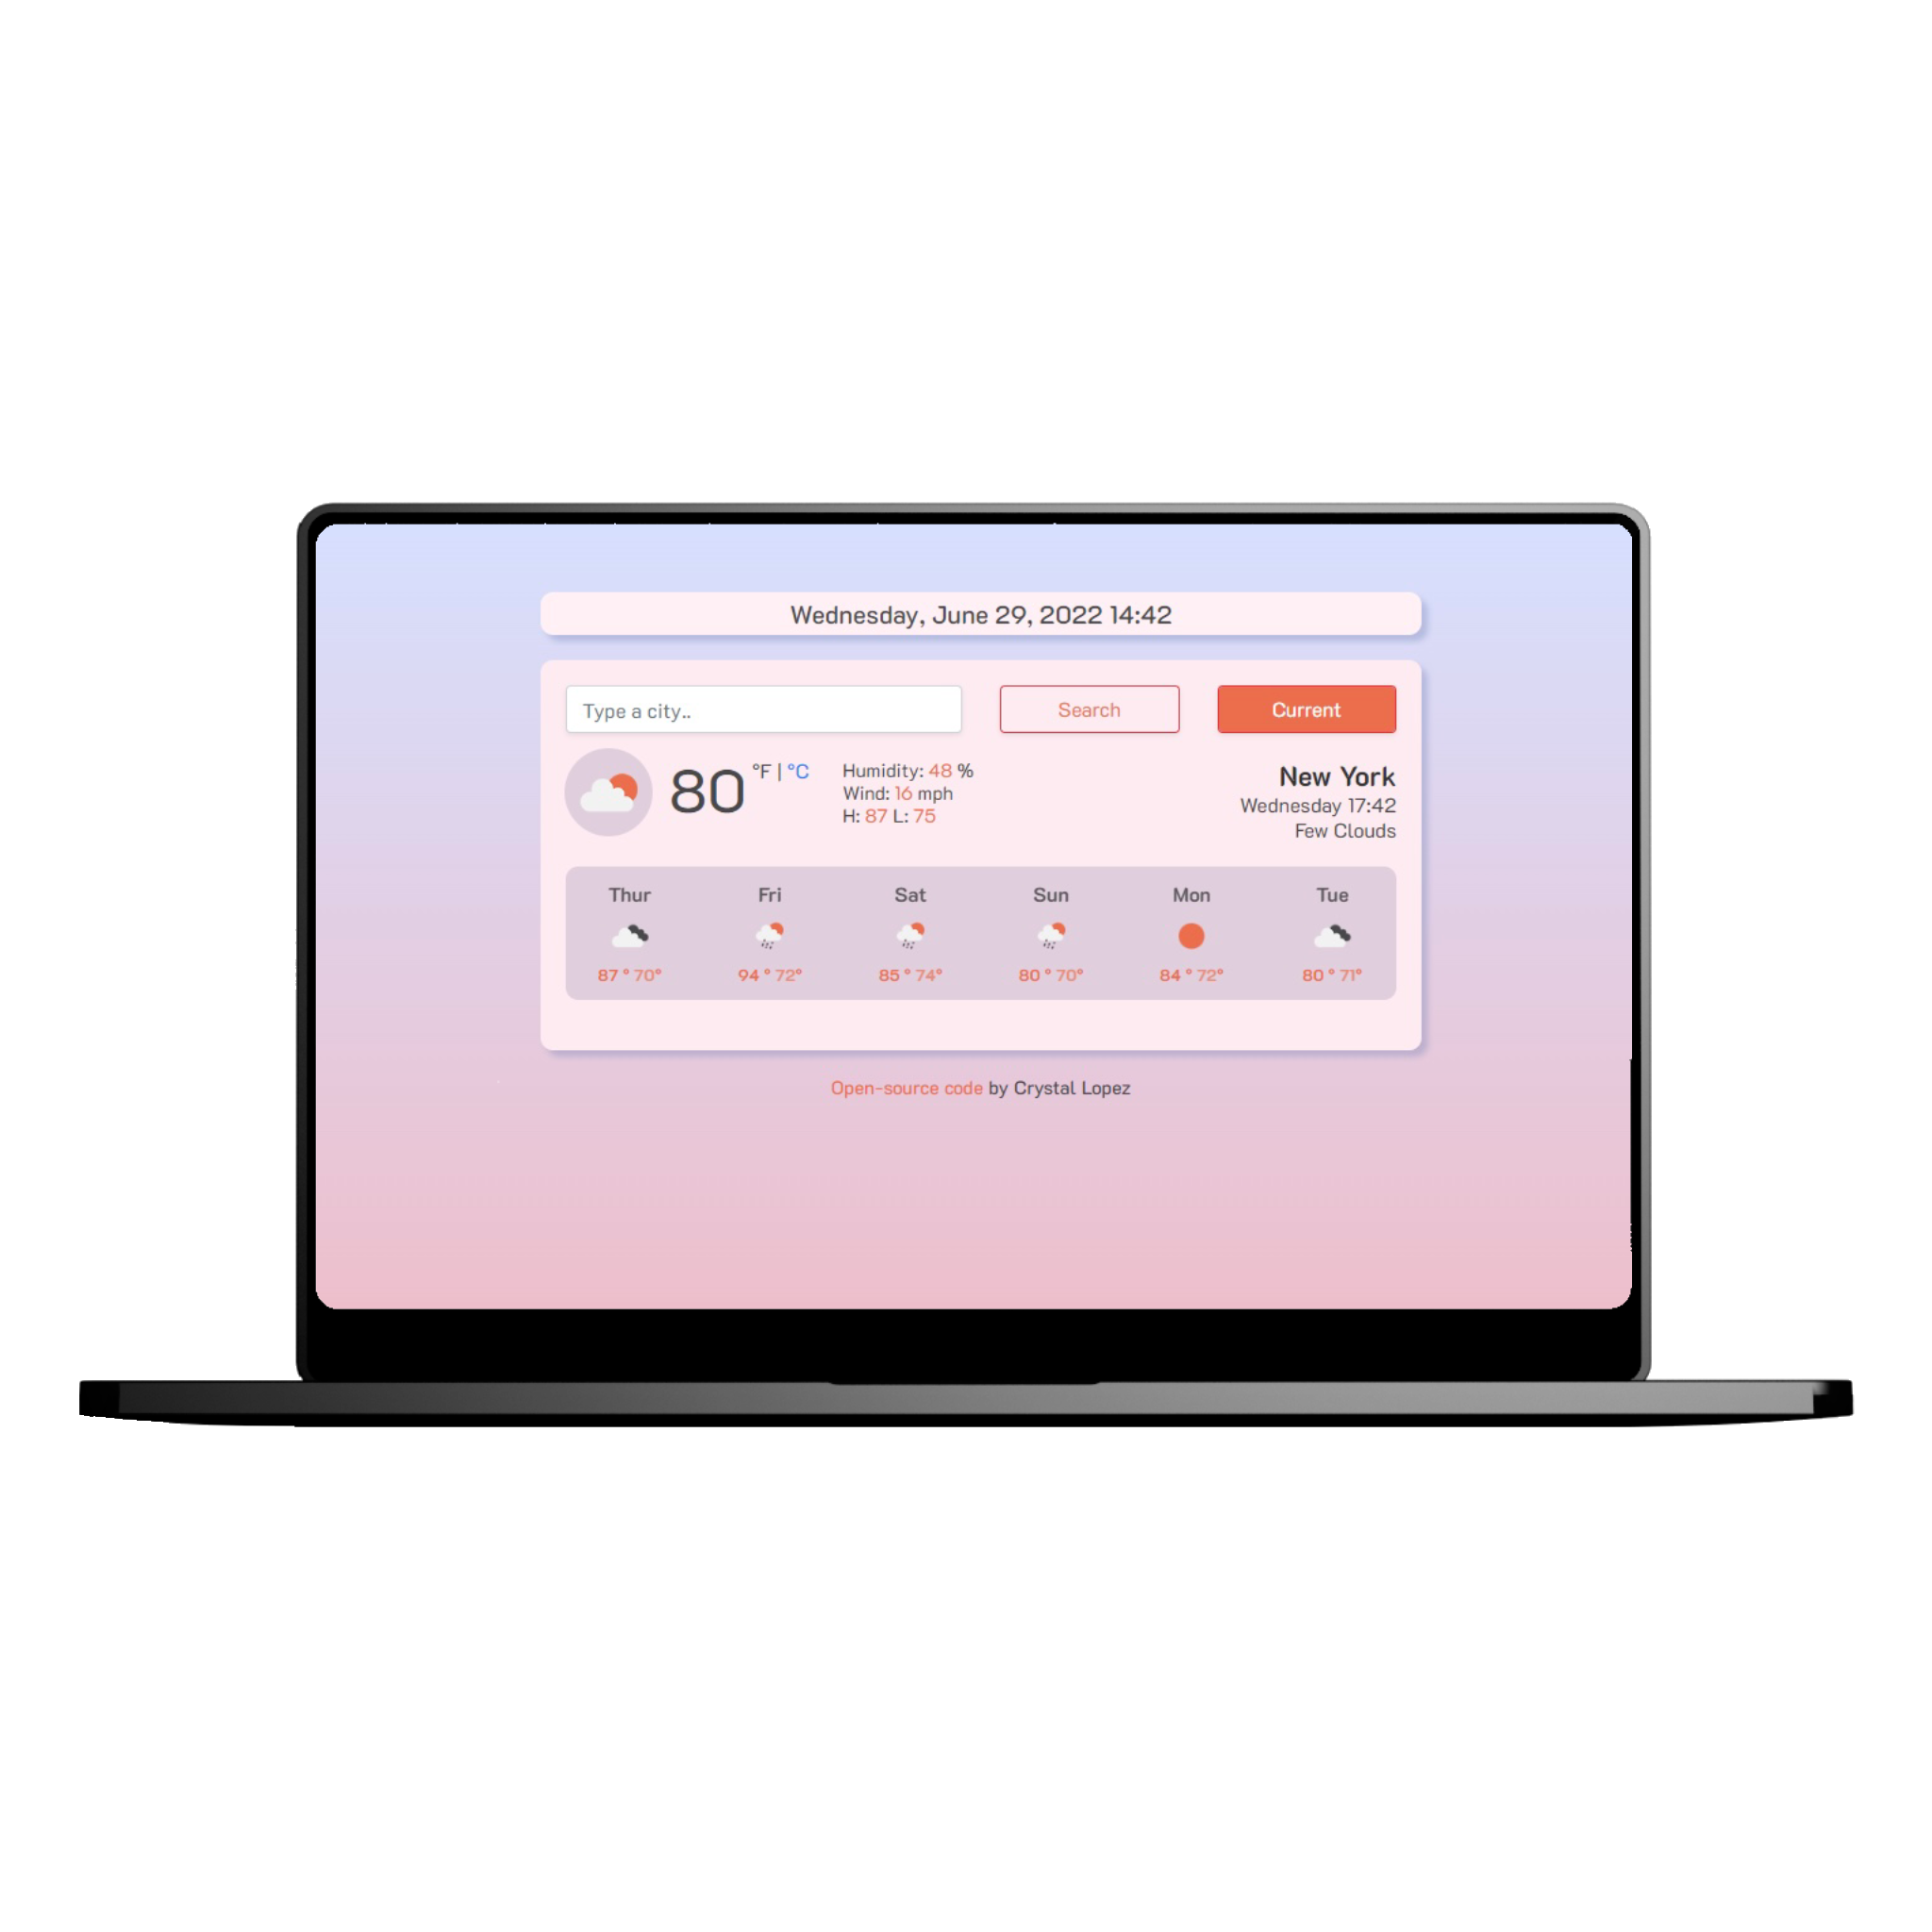 Wednesday, June 29, 2022 14:42
Type a city..
Search
Current
80 °F | °C
Humidity: 48 %
Wind: 16 mph
H: 87 L: 75
New York
Wednesday 17:42
Few Clouds
Thur Fri Sat Sun Mon Tue
87 ° 70° 94 ° 72° 85 ° 74° 80 ° 70° 84 ° 72° 80 ° 71°
Open-source code by Crystal Lopez